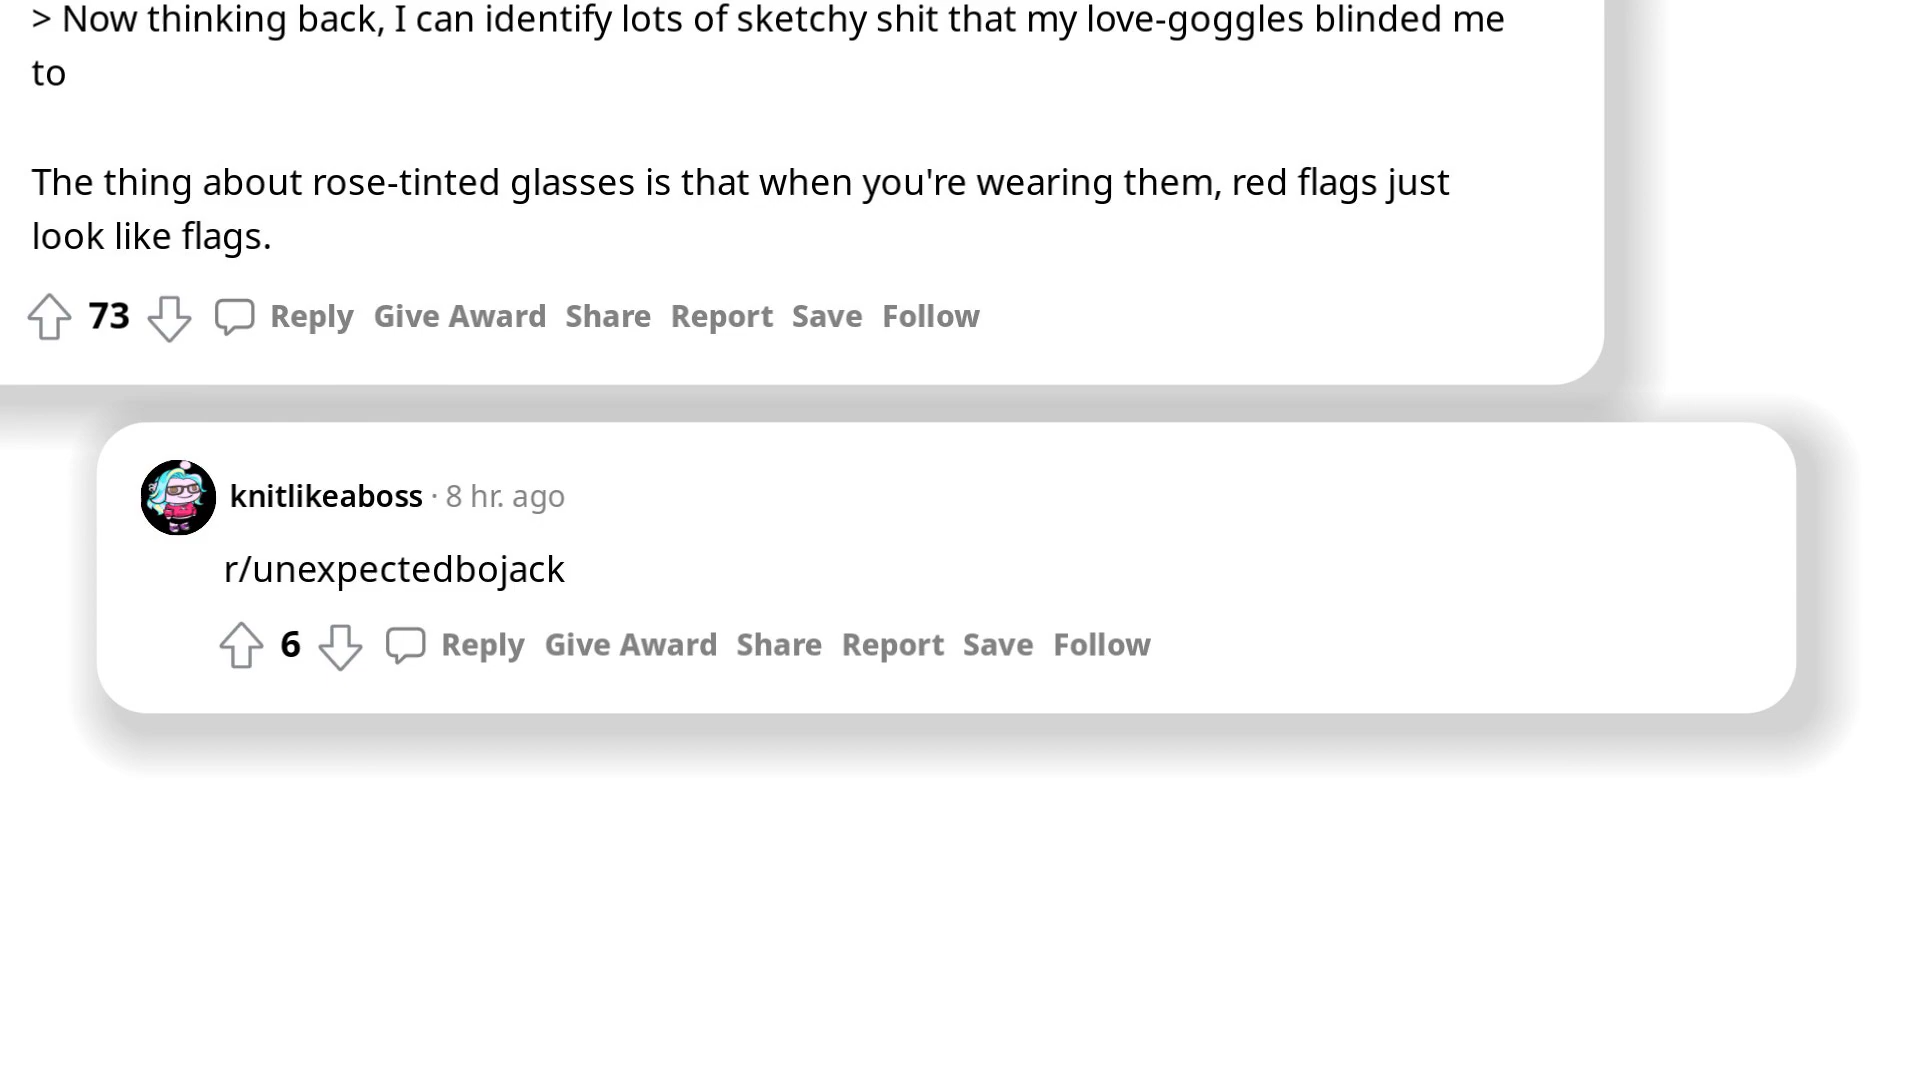 > Now thinking back, I can identify lots of sketchy shit that my love-goggles blinded me
to
The thing about rose-tinted glasses is that when you're wearing them, red flags just
look like flags.
73 Reply Give Award Share Report Save Follow
knitlikeaboss · 8 hr. ago
r/unexpectedbojack
6 Reply Give Award Share Report Save Follow